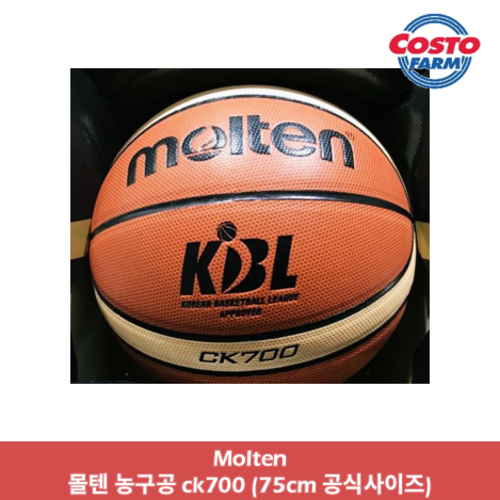 COSTO
FARM
molten
KBL
KOREAN BASKETBALL LEAGUE
APPROVED
CK700
Molten
몰텐 농구공 ck700 (75cm 공식사이즈)